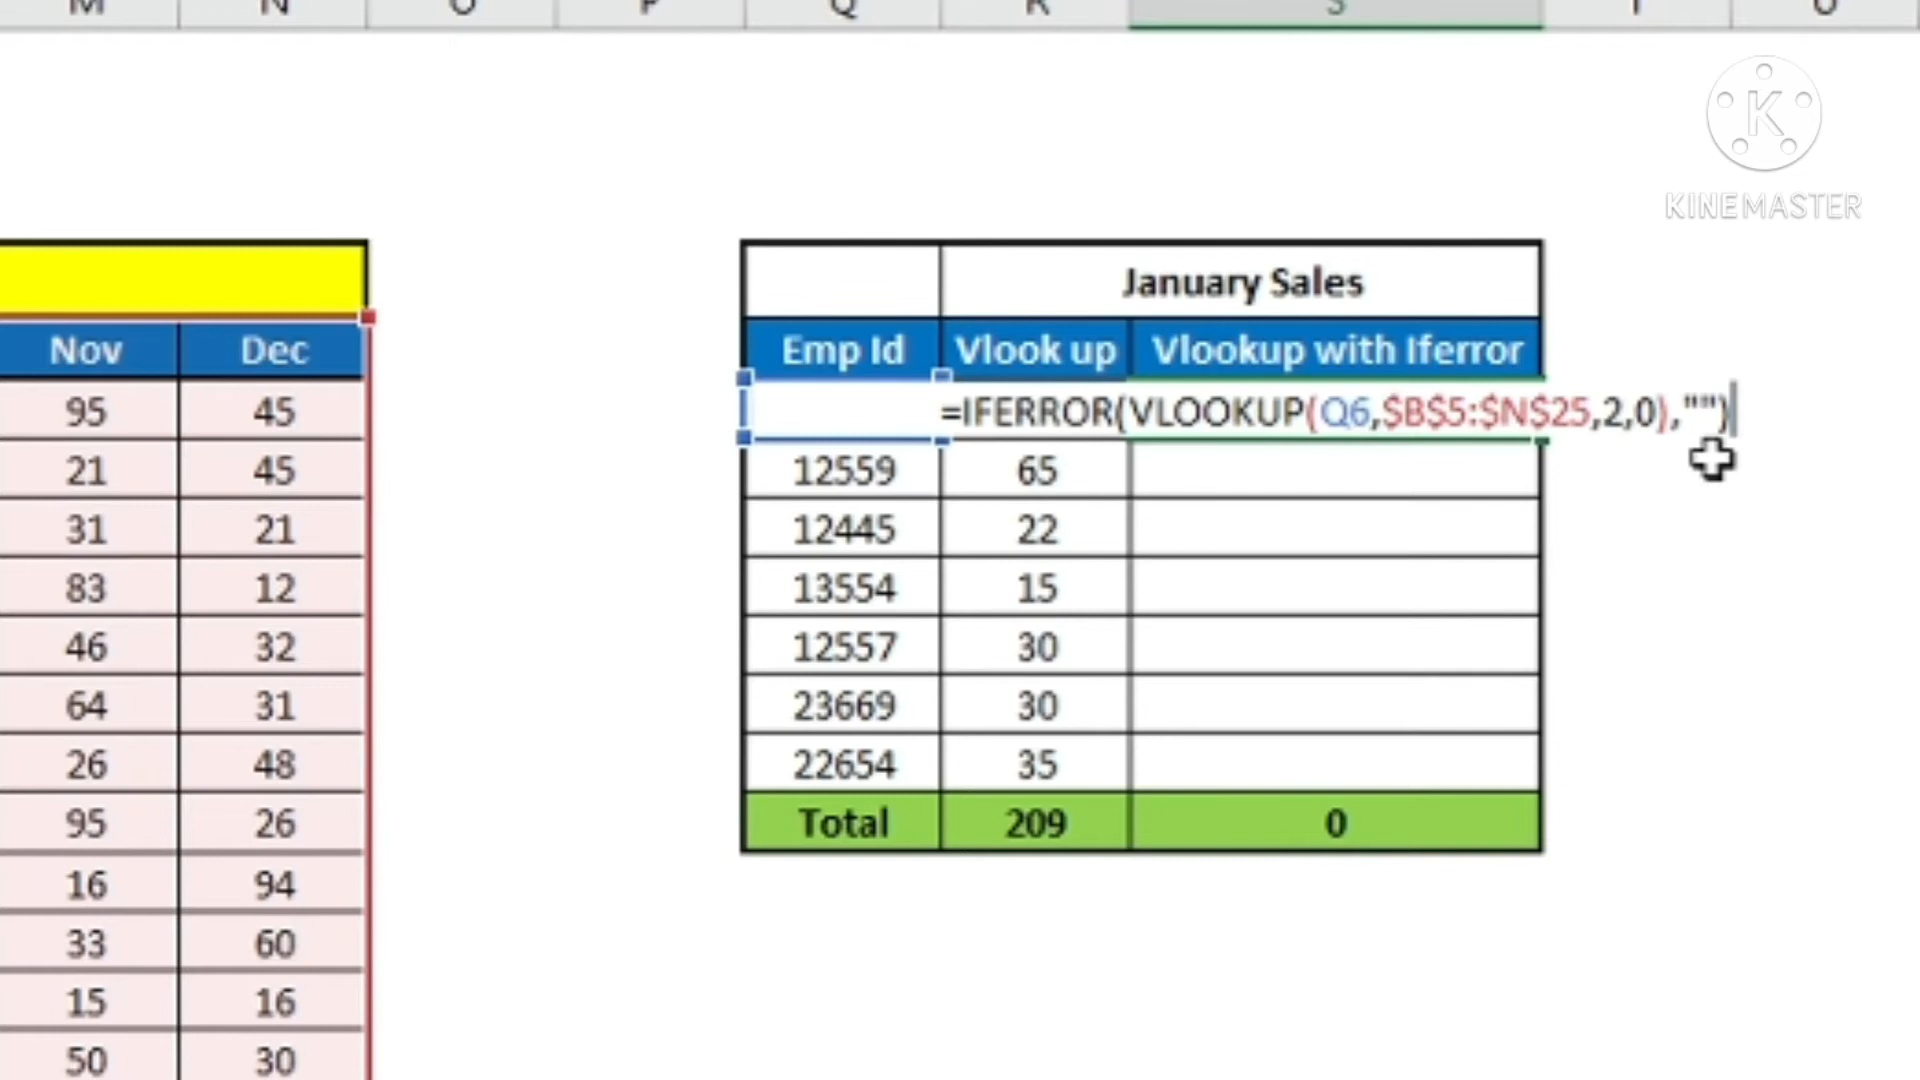 M N O P Q R S T U
K
KINEMASTER
January Sales
Nov Dec Emp Id Vlook up Vlookup with Iferror
95 45 =IFERROR(VLOOKUP(Q6,$B$5:$N$25,2,0),"")
21 45 12559 65
31 21 12445 22
83 12 13554 15
46 32 12557 30
64 31 23669 30
26 48 22654 35
95 26 Total 209 0
16 94
33 60
15 16
50 30